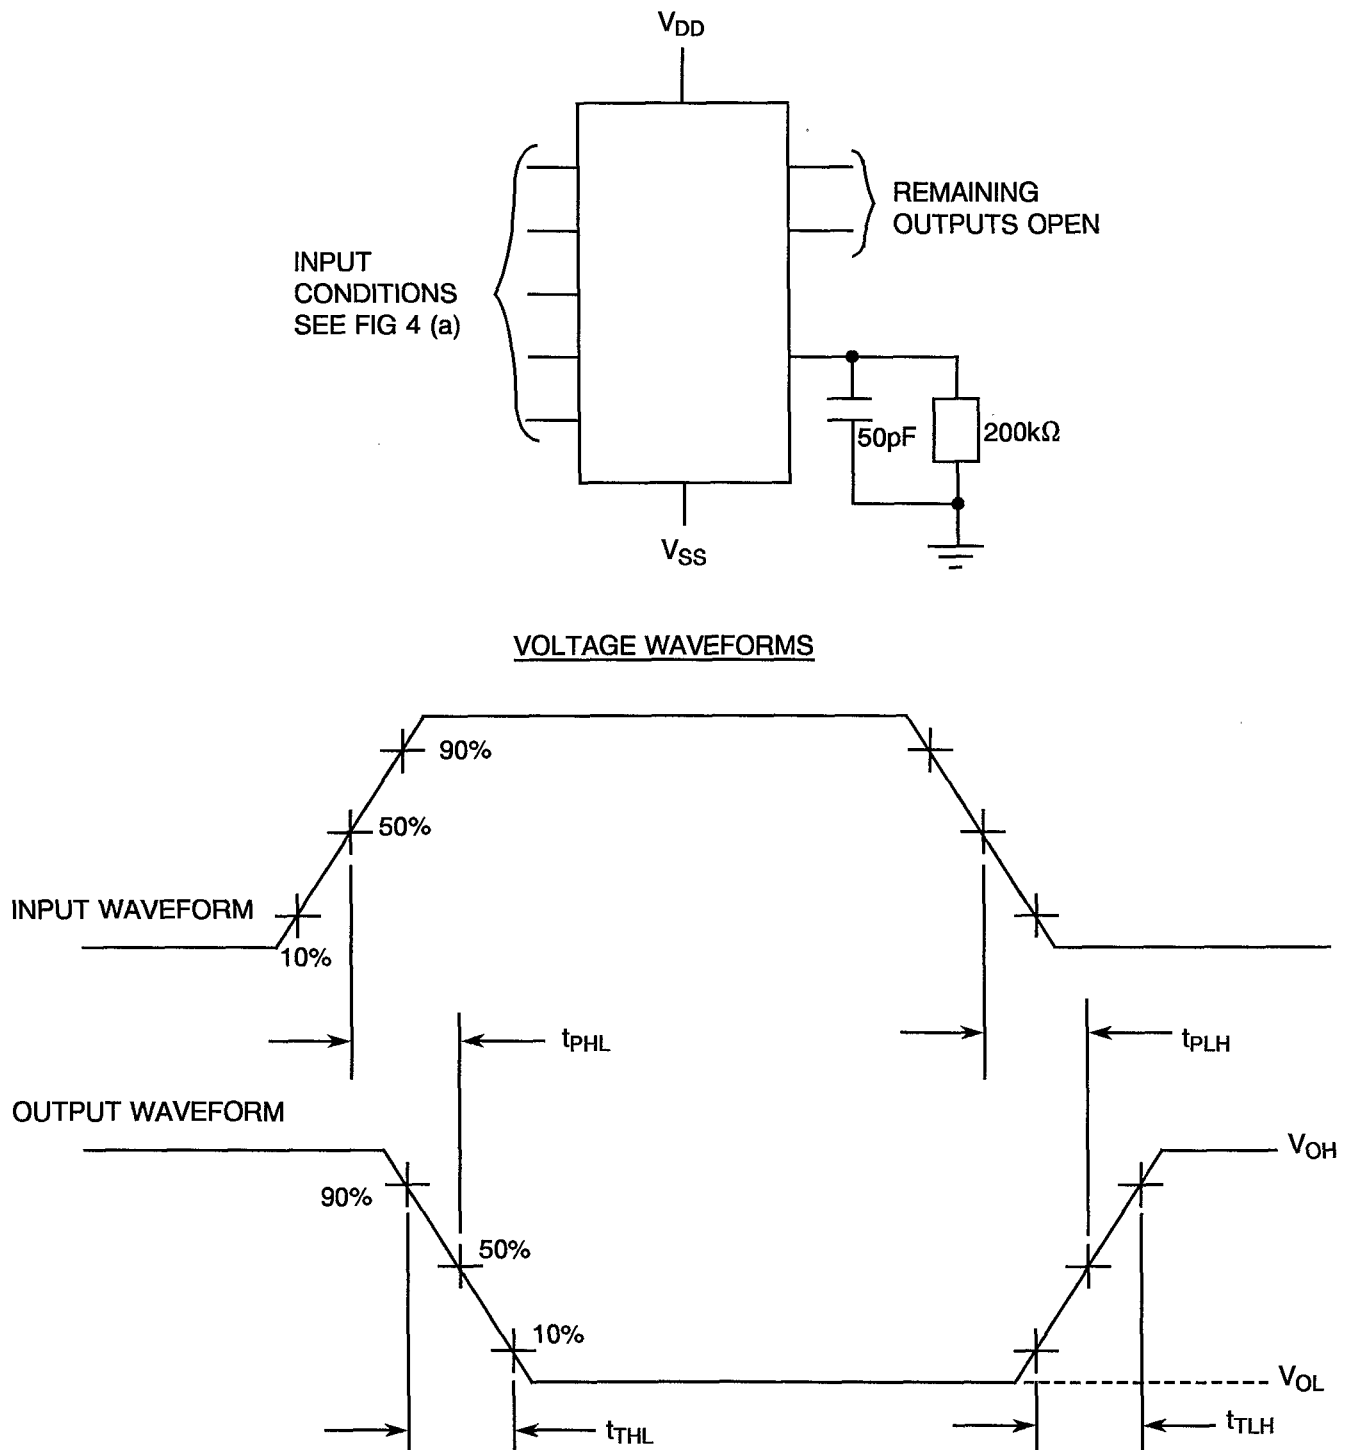 VDD
REMAINING
OUTPUTS OPEN
INPUT
CONDITIONS
SEE FIG 4 (a)
50pF
200kΩ
VSS
VOLTAGE WAVEFORMS
90%
50%
INPUT WAVEFORM
10%
tPHL
tPLH
OUTPUT WAVEFORM
VOH
90%
50%
10%
VOL
tTHL
tTLH